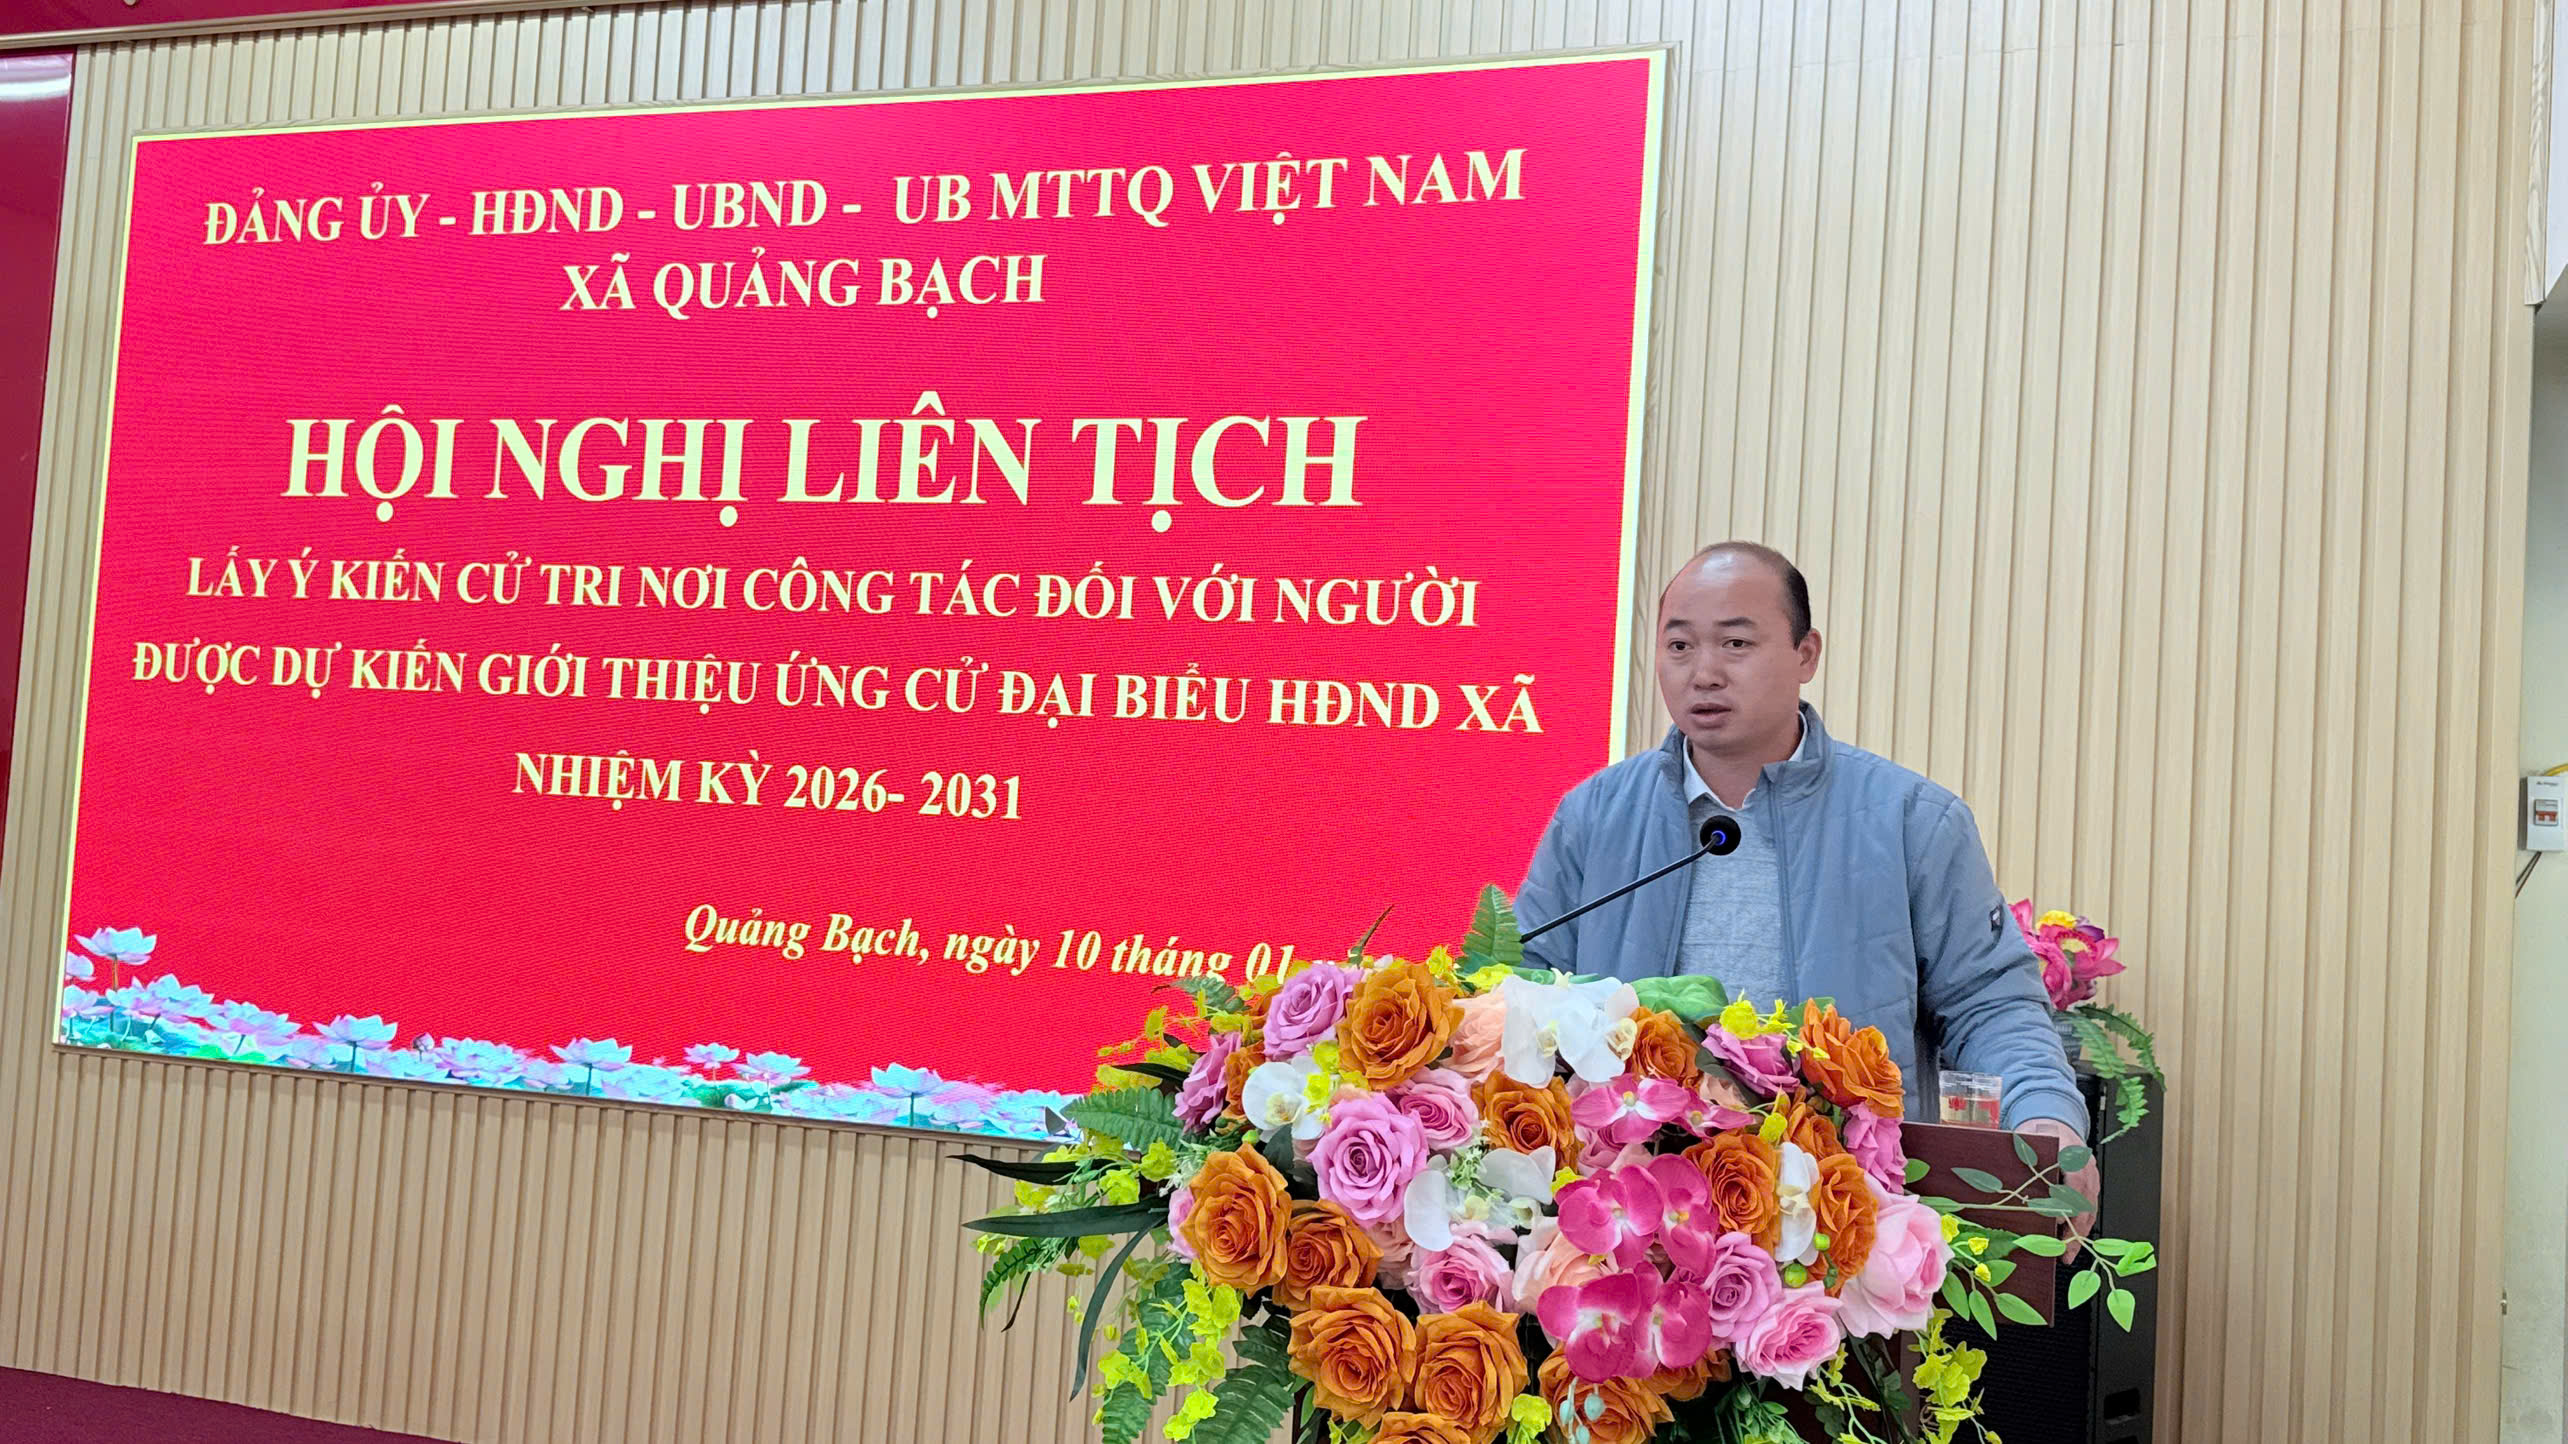 ĐẢNG ỦY - HĐND - UBND - UB MTTQ VIỆT NAM
XÃ QUẢNG BẠCH
HỘI NGHỊ LIÊN TỊCH
LẤY Ý KIẾN CỬ TRI NƠI CÔNG TÁC ĐỐI VỚI NGƯỜI
ĐƯỢC DỰ KIẾN GIỚI THIỆU ỨNG CỬ ĐẠI BIỂU HĐND XÃ
NHIỆM KỲ 2026- 2031
Quảng Bạch, ngày 10 tháng 01